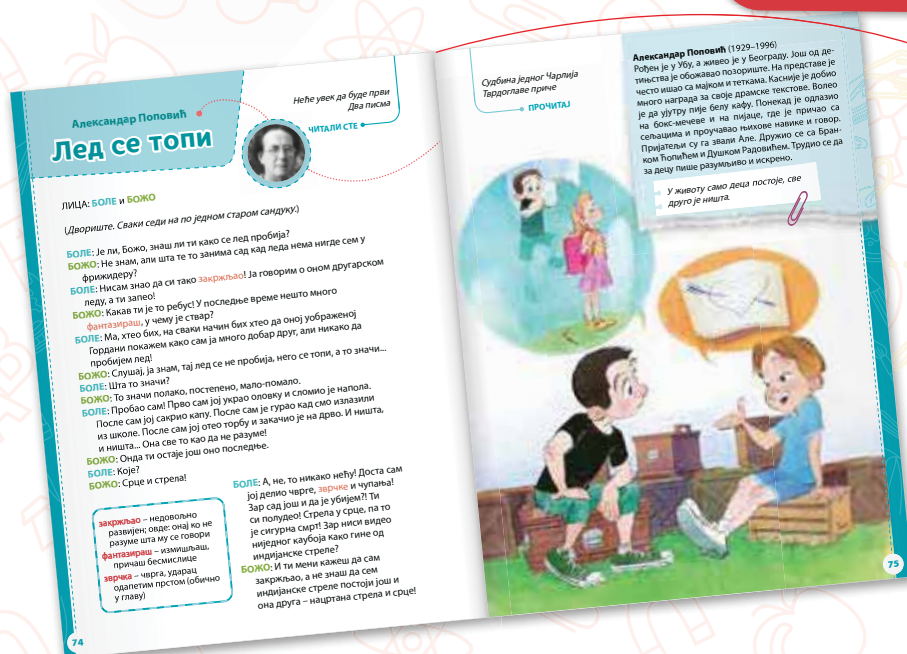 Александар Поповић
Лед се топи
Неће увек да буде први
Два писма
ЧИТАЛИ СТЕ
ЛИЦА: БОЛЕ и БОЖО
(Двориште. Сваки седи на по једном старом сандуку.)
БОЛЕ: Је ли, Божо, знаш ли ти како се лед пробија?
БОЖО: Не знам, али шта те то занима сад кад леда нема нигде сем у
фрижидеру?
БОЛЕ: Нисам знао да си тако закржљао! Ја говорим о оном другарском
леду, а ти запео!
БОЖО: Какав ти је то ребус! У последње време нешто много
фантазираш, у чему је ствар?
БОЛЕ: Ма, хтео бих, на сваки начин бих хтео да оној уображеној
Гордани покажем како сам ја много добар друг, али никако да
пробијем лед!
БОЖО: Слушај, ја знам, тај лед се не пробија, него се топи, а то значи...
БОЛЕ: Шта то значи?
БОЖО: То значи полако, постепено, мало-помало.
БОЛЕ: Пробао сам! Прво сам јој украо оловку и сломио је напола.
После сам јој сакрио капу. После сам је гурао кад смо излазили
из школе. После сам јој отео торбу и закачио је на дрво. И ништа,
и ништа... Она све то као да не разуме!
БОЖО: Онда ти остаје још оно последње.
БОЛЕ: Које?
БОЖО: Срце и стрела!
закржљао – недовољно
развијен; овде: онај ко не
разуме шта му се говори
фантазираш – измишљаш,
причаш бесмислице
зврчка – чврга, ударац
одапетим прстом (обично
у главу)
БОЛЕ: А, не, то никако нећу! Доста сам
јој делио чврге, зврчке и чупања!
Зар сад још и да је убијем?! Ти
си полудео! Стрела у срце, па то
је сигурна смрт! Зар ниси видео
ниједног каубоја како гине од
индијанске стреле?
БОЖО: И ти мени кажеш да сам
закржљао, а не знаш да сем
индијанске стреле постоји још и
она друга – нацртана стрела и срце!
74
Судбина једног Чарлија
Тврдоглаве приче
ПРОЧИТАЈ
Александар Поповић (1929–1996)
Рођен је у Убу, а живео је у Београду. Још од де-
тињства је обожавао позориште. На представе је
често ишао са мајком и теткама. Касније је добио
много награда за своје драмске текстове. Волео
је да ујутру пије белу кафу. Понекад је одлазио
на бокс-мечеве и на пијаце, где је причао са
сељацима и проучавао њихове навике и говор.
Пријатељи су га звали Але. Дружио се са Бран-
ком Ћопићем и Душком Радовићем. Трудио се да
за децу пише разумљиво и искрено.
У животу само деца постоје, све
друго је ништа.
75